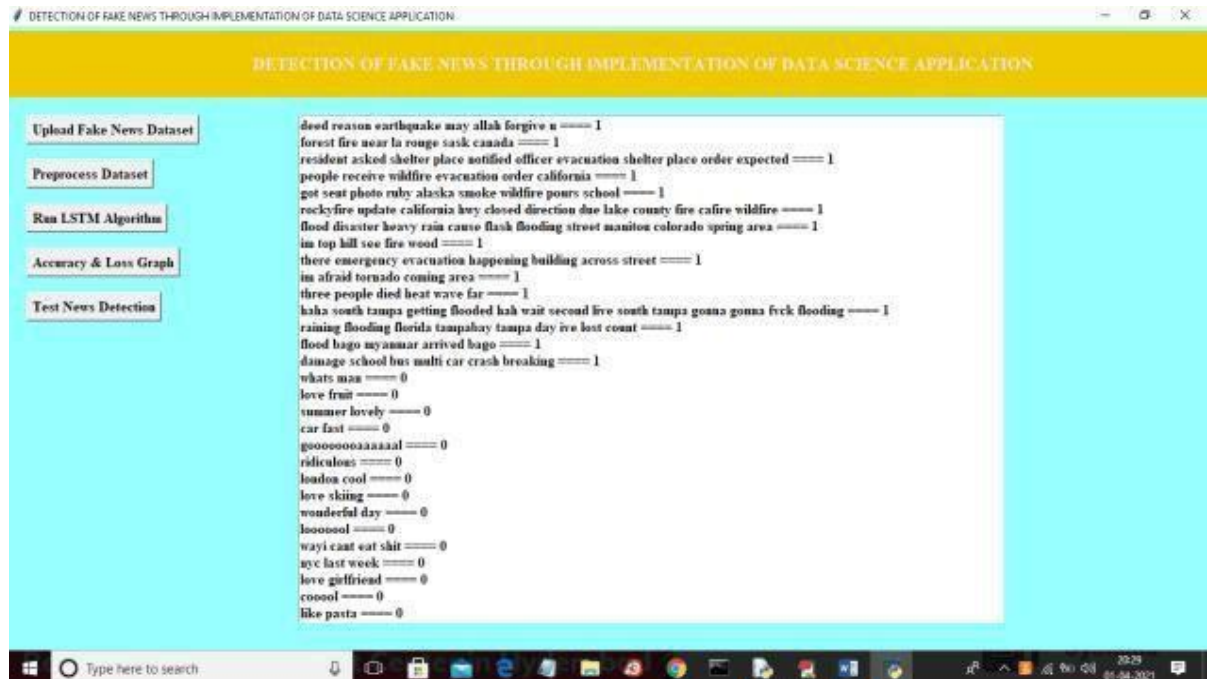 DETECTION OF FAKE NEWS THROUGH IMPLEMENTATION OF DATA SCIENCE APPLICATION
DETECTION OF FAKE NEWS THROUGH IMPLEMENTATION OF DATA SCIENCE APPLICATION
Upload Fake News Dataset
Preprocess Dataset
Run LSTM Algorithm
Accuracy & Loss Graph
Test News Detection
deed reason earthquake may allah forgive u ==== 1
forest fire near la ronge sask canada ==== 1
resident asked shelter place notified officer evacuation shelter place order expected ==== 1
people receive wildfire evacuation order california ==== 1
got sent photo ruby alaska smoke wildfire pours school ==== 1
rockyfire update california hwy closed direction due lake county fire cafire wildfire ==== 1
flood disaster heavy rain cause flash flooding street manitou colorado spring area ==== 1
im top hill see fire wood ==== 1
there emergency evacuation happening building across street ==== 1
im afraid tornado coming area ==== 1
three people died heat wave far ==== 1
haha south tampa getting flooded hah wait second live south tampa gonna gonna fvck flooding ==== 1
raining flooding florida tampabay tampa day ive lost count ==== 1
flood bago myanmar arrived bago ==== 1
damage school bus multi car crash breaking ==== 1
whats man ==== 0
love fruit ==== 0
summer lovely ==== 0
car fast ==== 0
goooooooaaaaaal ==== 0
ridiculous ==== 0
london cool ==== 0
love skiing ==== 0
wonderful day ==== 0
looooool ==== 0
wayi cant eat shit ==== 0
nyc last week ==== 0
love girlfriend ==== 0
cooool ==== 0
like pasta ==== 0
Type here to search
20:29
01-04-2021